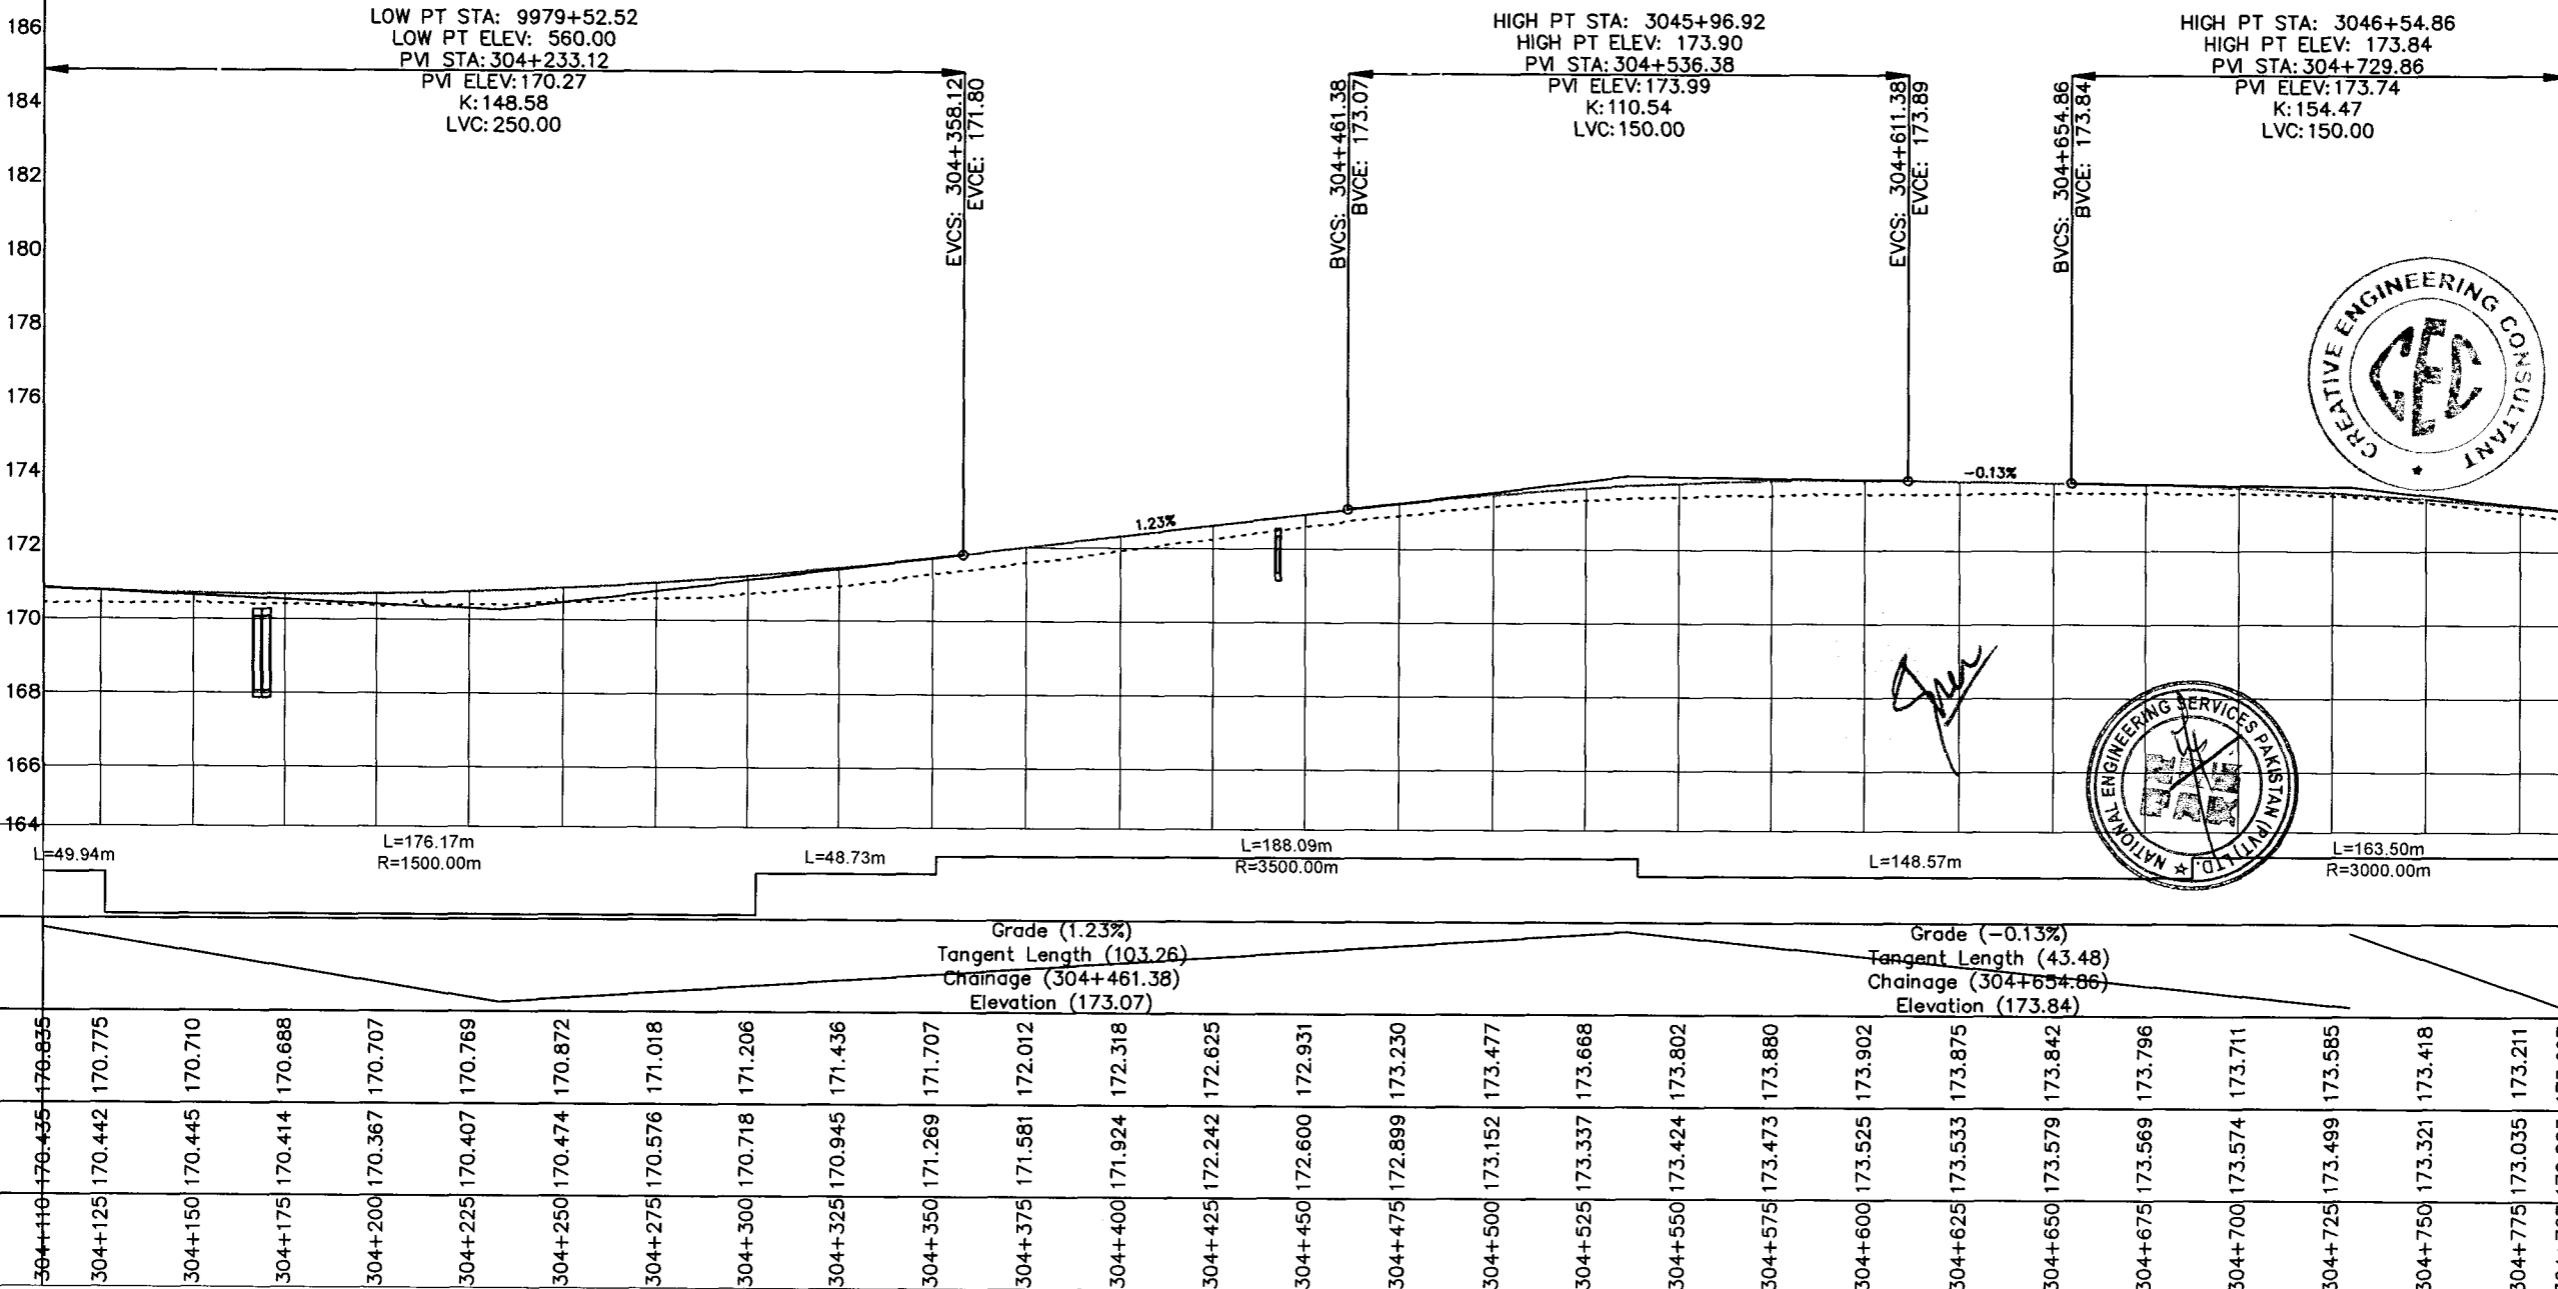 186
184
182
180
178
176
174
172
170
168
166
164
LOW PT STA: 9979+52.52
LOW PT ELEV: 560.00
PVI STA:304+233.12
PVI ELEV:170.27
K:148.58
LVC:250.00
EVCS: 304+358.12
EVCE: 171.80
BVCS: 304+461.38
BVCE: 173.07
HIGH PT STA: 3045+96.92
HIGH PT ELEV: 173.90
PVI STA:304+536.38
PVI ELEV:173.99
K:110.54
LVC:150.00
EVCS: 304+611.38
EVCE: 173.89
BVCS: 304+654.86
BVCE: 173.84
HIGH PT STA: 3046+54.86
HIGH PT ELEV: 173.84
PVI STA:304+729.86
PVI ELEV:173.74
K:154.47
LVC:150.00
CREATIVE ENGINEERING CONSULTANT
CEC
1.23%
-0.13%
NATIONAL ENGINEERING SERVICES PAKISTAN (PVT) LTD.
L=49.94m
L=176.17m
R=1500.00m
L=48.73m
L=188.09m
R=3500.00m
L=148.57m
L=163.50m
R=3000.00m
Grade (1.23%)
Tangent Length (103.26)
Chainage (304+461.38)
Elevation (173.07)
Grade (-0.13%)
Tangent Length (43.48)
Chainage (304+654.86)
Elevation (173.84)
170.835 170.775 170.710 170.688 170.707 170.769 170.872 171.018 171.206 171.436 171.707 172.012 172.318 172.625 172.931 173.230 173.477 173.668 173.802 173.880 173.902 173.875 173.842 173.796 173.711 173.585 173.418 173.211
170.435 170.442 170.445 170.414 170.367 170.407 170.474 170.576 170.718 170.945 171.269 171.581 171.924 172.242 172.600 172.899 173.152 173.337 173.424 173.473 173.525 173.533 173.579 173.569 173.574 173.499 173.321 173.035
304+110 304+125 304+150 304+175 304+200 304+225 304+250 304+275 304+300 304+325 304+350 304+375 304+400 304+425 304+450 304+475 304+500 304+525 304+550 304+575 304+600 304+625 304+650 304+675 304+700 304+725 304+750 304+775